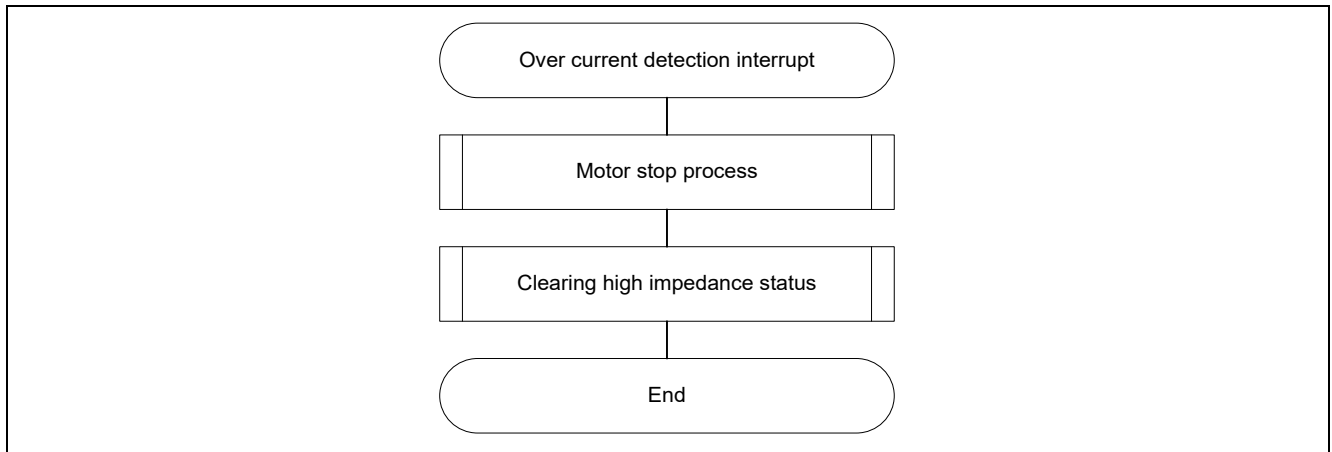 Over current detection interrupt
Motor stop process
Clearing high impedance status
End